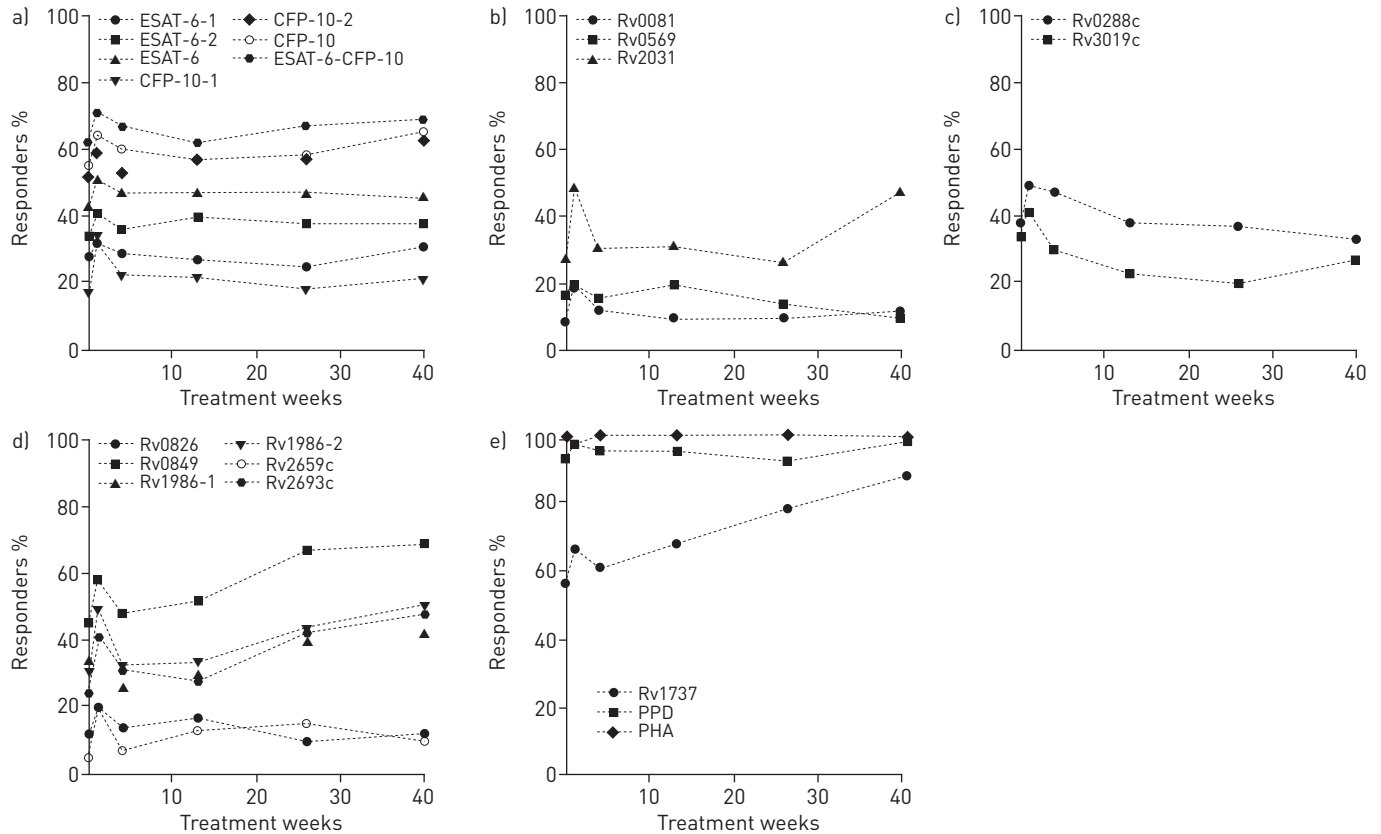 a)
100
80
60
40
20
0
Responders %
ESAT-6-1
ESAT-6-2
ESAT-6
CFP-10-1
CFP-10-2
CFP-10
ESAT-6-CFP-10
10 20 30 40
Treatment weeks
b)
100
80
60
40
20
0
Responders %
Rv0081
Rv0569
Rv2031
10 20 30 40
Treatment weeks
c)
100
80
60
40
20
0
Responders %
Rv0288c
Rv3019c
10 20 30 40
Treatment weeks
d)
100
80
60
40
20
0
Responders %
Rv0826
Rv0849
Rv1986-1
Rv1986-2
Rv2659c
Rv2693c
10 20 30 40
Treatment weeks
e)
100
80
60
40
20
0
Responders %
Rv1737
PPD
PHA
10 20 30 40
Treatment weeks